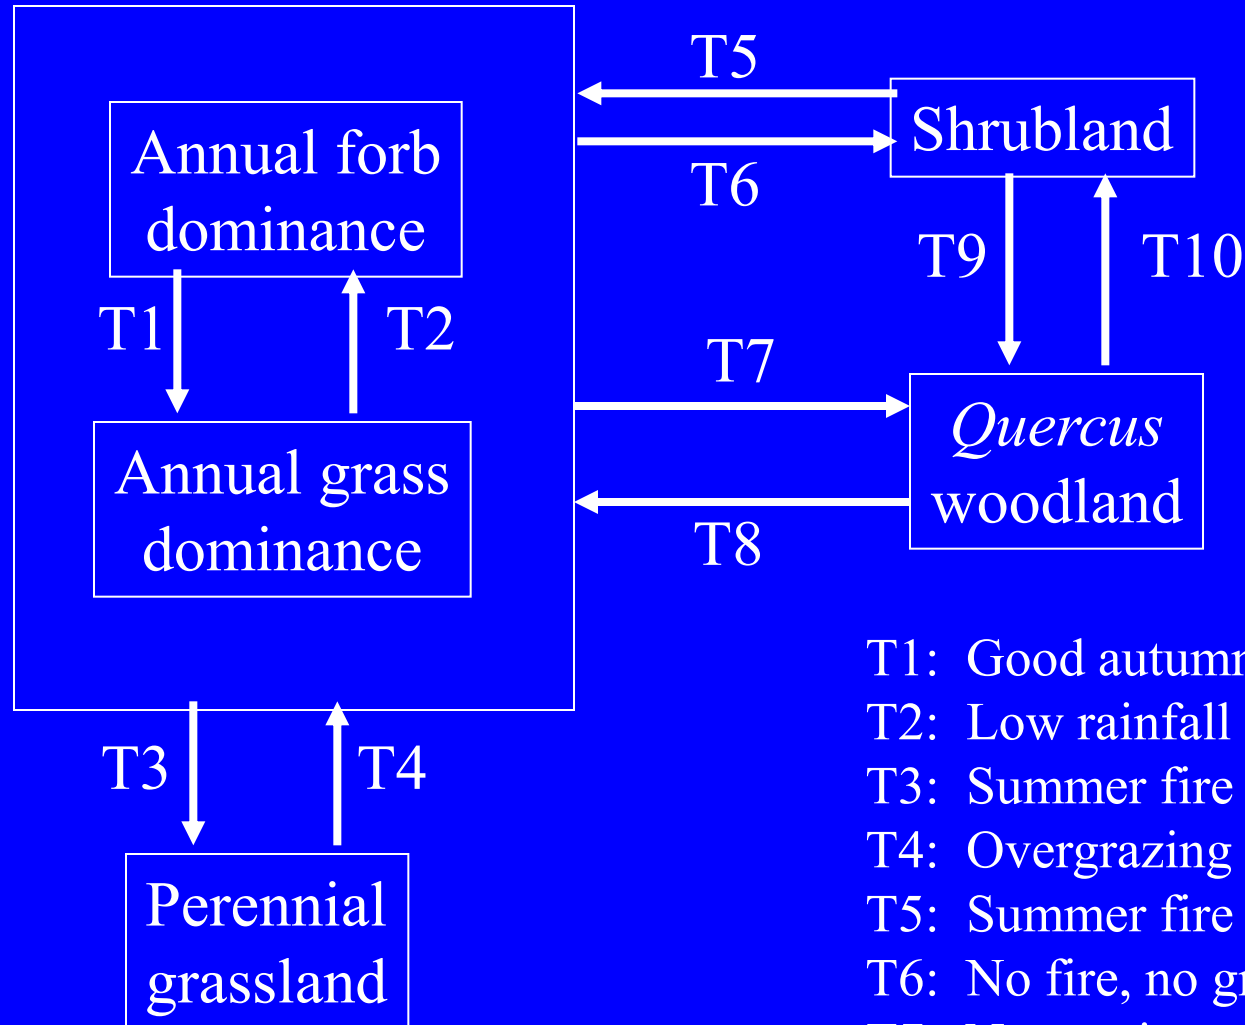 T5
Shrubland
Annual forb
dominance
T6
T9
T10
T1
T2
T7
Quercus
woodland
Annual grass
dominance
T8
T1: Good autumn
T2: Low rainfall
T3: Summer fire
T4: Overgrazing
T5: Summer fire
T6: No fire, no
T3
T4
Perennial
grassland